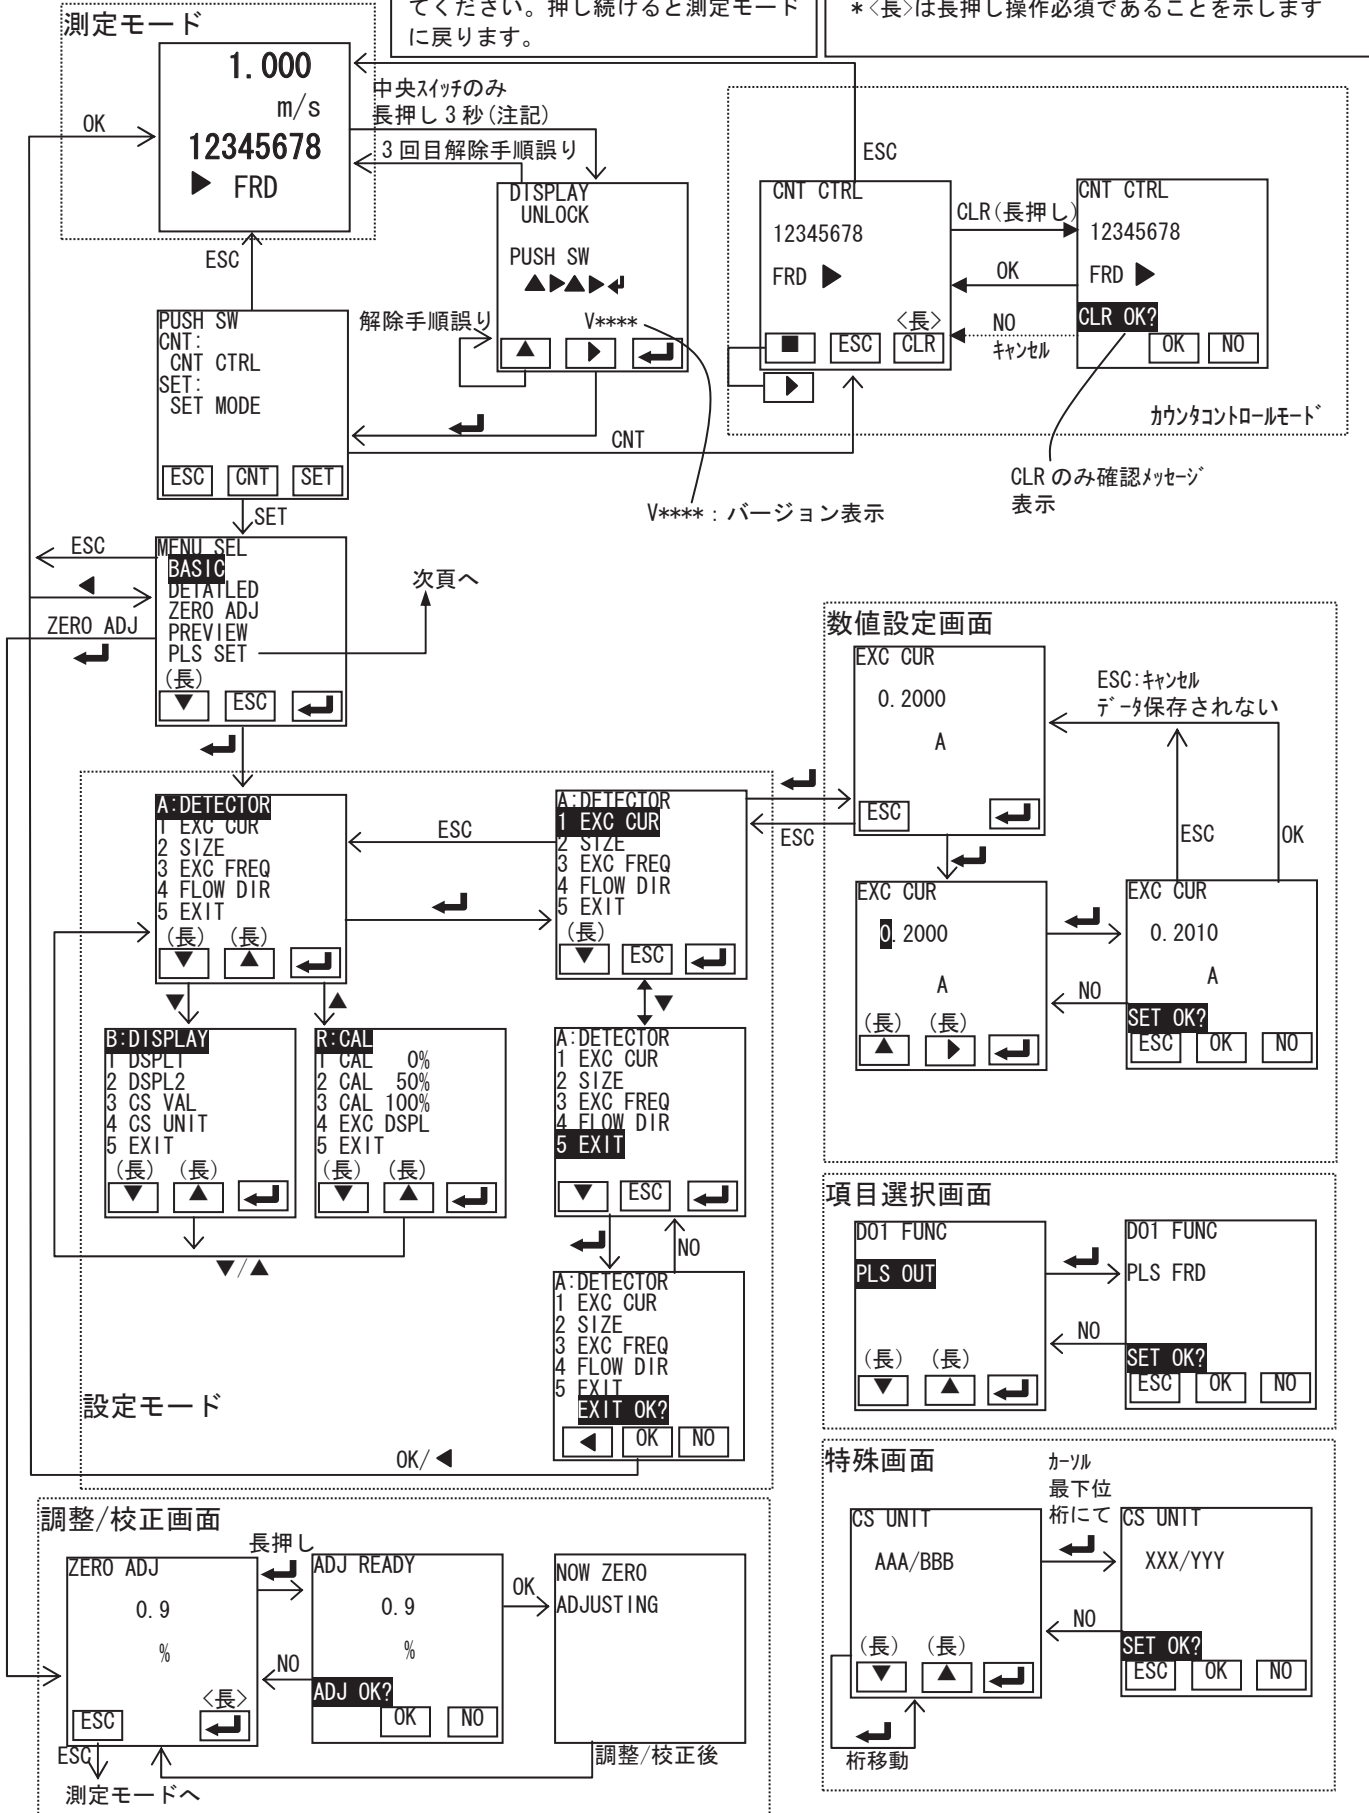 てください。押し続けると測定モード
に戻ります。
*<長>は長押し操作必須であることを示します
測定モード
1.000
m/s
12345678
▶ FRD
OK
中央スイッチのみ
長押し3秒(注記)
3回目解除手順誤り
ESC
DISPLAY
UNLOCK
PUSH SW
▲▶▲▶↵
V****
▲ ▶ ↵
解除手順誤り
↵
CNT
V****：バージョン表示
ESC
CNT CTRL
12345678
FRD ▶
<長>
■ ESC CLR
▶
CLR(長押し)
OK
NO
キャンセル
CNT CTRL
12345678
FRD ▶
CLR OK?
OK NO
カウンタコントロールモード
CLRのみ確認メッセージ
表示
PUSH SW
CNT:
CNT CTRL
SET:
SET MODE
ESC CNT SET
SET
ESC
◀
ZERO ADJ
↵
MENU SEL
BASIC
DETATLED
ZERO ADJ
PREVIEW
PLS SET
(長)
▼ ESC ↵
次頁へ
↵
A:DETECTOR
1 EXC CUR
2 SIZE
3 EXC FREQ
4 FLOW DIR
5 EXIT
(長) (長)
▼ ▲ ↵
ESC
↵
A:DETECTOR
1 EXC CUR
2 SIZE
3 EXC FREQ
4 FLOW DIR
5 EXIT
(長)
▼ ESC ↵
↵
ESC
▼
▲
▼
B:DISPLAY
1 DSPL1
2 DSPL2
3 CS VAL
4 CS UNIT
5 EXIT
(長) (長)
▼ ▲ ↵
R:CAL
1 CAL 0%
2 CAL 50%
3 CAL 100%
4 EXC DSPL
5 EXIT
(長) (長)
▼ ▲ ↵
▼/▲
A:DETECTOR
1 EXC CUR
2 SIZE
3 EXC FREQ
4 FLOW DIR
5 EXIT
▼ ESC ↵
↵
NO
A:DETECTOR
1 EXC CUR
2 SIZE
3 EXC FREQ
4 FLOW DIR
5 EXIT
EXIT OK?
◀ OK NO
設定モード
OK/◀
数値設定画面
EXC CUR
0.2000
A
ESC ↵
ESC:キャンセル
データ保存されない
↵
ESC
OK
EXC CUR
0.2000
A
(長) (長)
▲ ▶ ↵
↵
NO
EXC CUR
0.2010
A
SET OK?
ESC OK NO
項目選択画面
DO1 FUNC
PLS OUT
(長) (長)
▼ ▲ ↵
↵
NO
DO1 FUNC
PLS FRD
SET OK?
ESC OK NO
特殊画面
カーソル
最下位
桁にて
CS UNIT
AAA/BBB
(長) (長)
▼ ▲ ↵
↵
桁移動
↵
NO
CS UNIT
XXX/YYY
SET OK?
ESC OK NO
調整/校正画面
ZERO ADJ
0.9
%
<長>
ESC ↵
ESC
測定モードへ
長押し
↵
NO
ADJ READY
0.9
%
ADJ OK?
OK NO
OK
NOW ZERO
ADJUSTING
調整/校正後